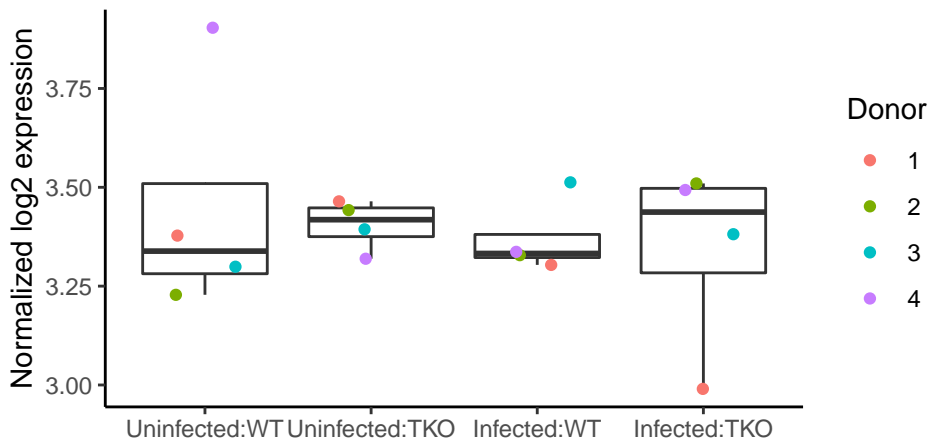 Normalized log2 expression
3.75
3.50
3.25
3.00
Uninfected:WT
Uninfected:TKO
Infected:WT
Infected:TKO
Donor
1
2
3
4